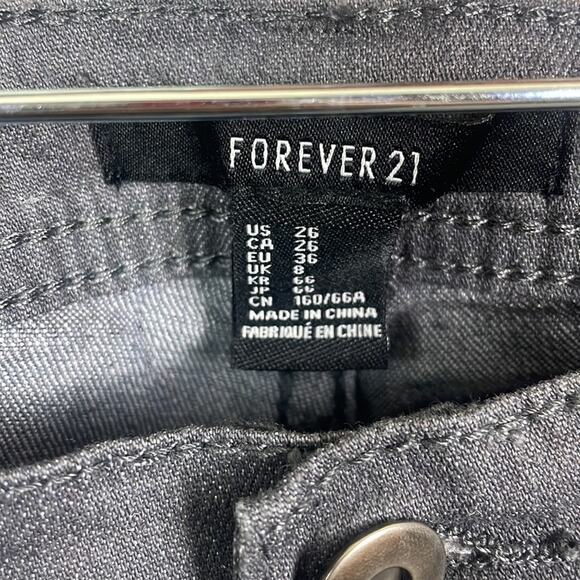 FOREVER 21
US 26
CA 26
EU 36
UK 8
KR 66
JP 66
CN 160/66A
MADE IN CHINA
FABRIQUÉ EN CHINE